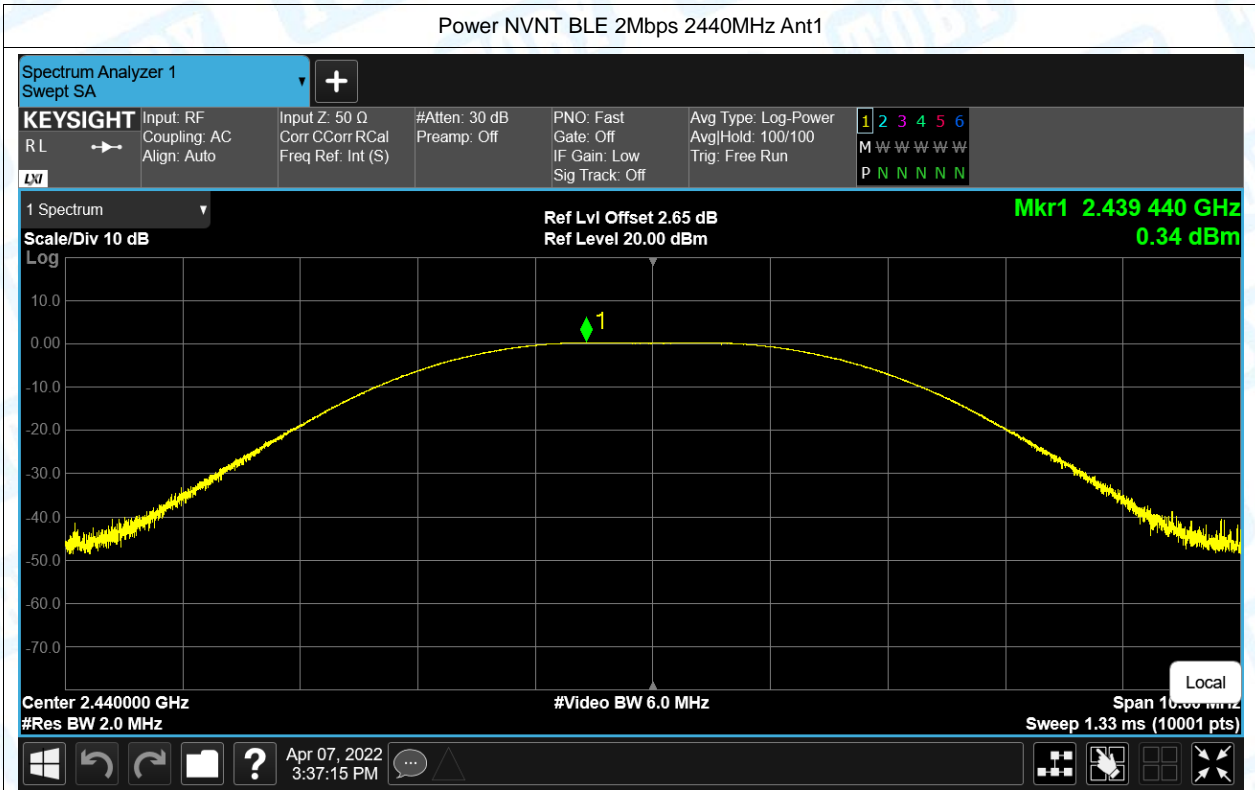 Power NVNT BLE 2Mbps 2440MHz Ant1
Spectrum Analyzer 1
Swept SA
KEYSIGHT
R L
LXI
Input: RF
Coupling: AC
Align: Auto
Input Z: 50 Ω
Corr CCorr RCal
Freq Ref: Int (S)
#Atten: 30 dB
Preamp: Off
PNO: Fast
Gate: Off
IF Gain: Low
Sig Track: Off
Avg Type: Log-Power
Avg|Hold: 100/100
Trig: Free Run
1 2 3 4 5 6
M W W W W W
P N N N N N
1 Spectrum
Scale/Div 10 dB
Log
Ref Lvl Offset 2.65 dB
Ref Level 20.00 dBm
Mkr1 2.439 440 GHz
0.34 dBm
10.0
0.00
-10.0
-20.0
-30.0
-40.0
-50.0
-60.0
-70.0
1
Local
Center 2.440000 GHz
#Res BW 2.0 MHz
#Video BW 6.0 MHz
Span 10.00 MHz
Sweep 1.33 ms (10001 pts)
?
Apr 07, 2022
3:37:15 PM